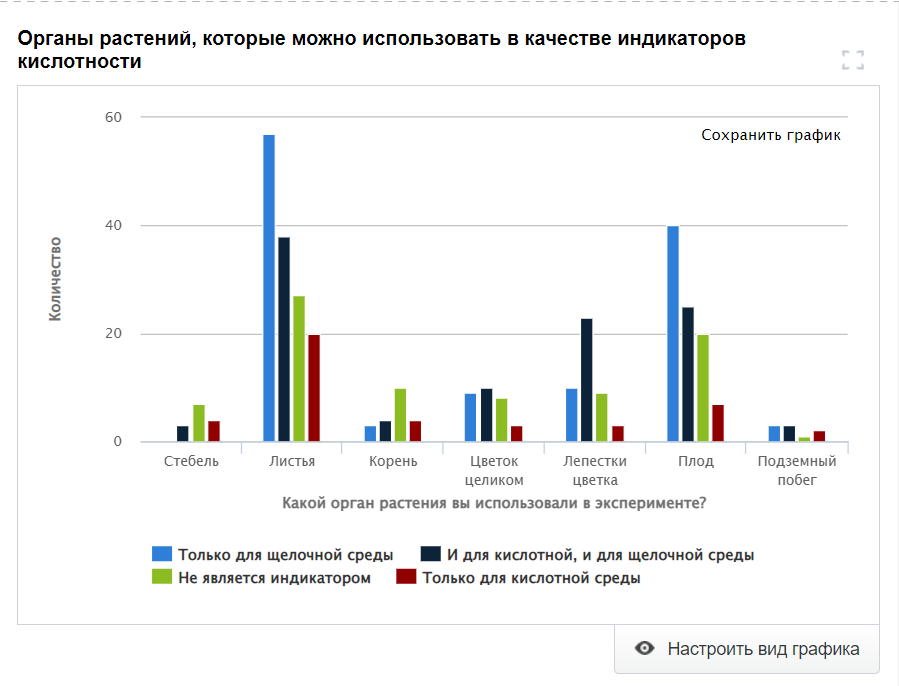 Органы растений, которые можно использовать в качестве индикаторов
кислотности
Сохранить график
60
40
20
0
Количество
Стебель
Листья
Корень
Цветок
целиком
Лепестки
цветка
Плод
Подземный
побег
Какой орган растения вы использовали в эксперименте?
Только для щелочной среды
И для кислотной, и для щелочной среды
Не является индикатором
Только для кислотной среды
Настроить вид графика